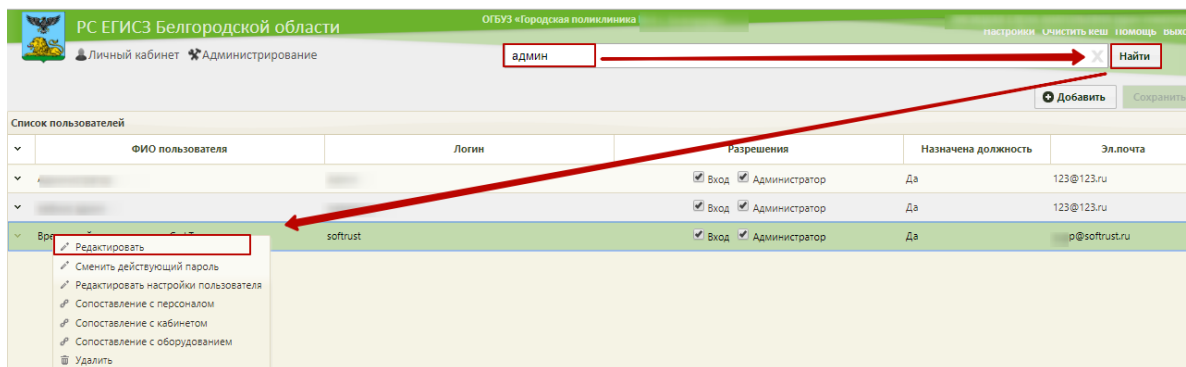 РС ЕГИСЗ Белгородской области
ОГБУЗ «Городская поликлиника
Настройки Очистить кеш Помощь
Личный кабинет Администрирование
админ
Найти
Добавить Сохранить
Список пользователей
ФИО пользователя Логин Разрешения Назначена должность Эл.почта
Вход Администратор Да 123@123.ru
Вход Администратор Да 123@123.ru
softrust Вход Администратор Да p@softrust.ru
Редактировать
Сменить действующий пароль
Редактировать настройки пользователя
Сопоставление с персоналом
Сопоставление с кабинетом
Сопоставление с оборудованием
Удалить